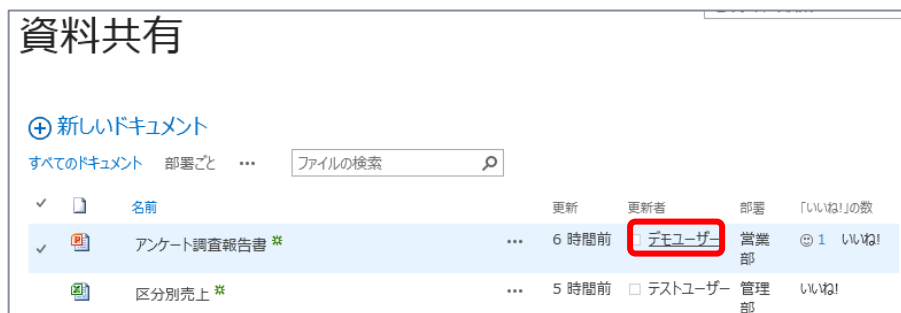 資料共有
新しいドキュメント
すべてのドキュメント 部署ごと ... ファイルの検索
名前 更新 更新者 部署 「いいね!」の数
アンケート調査報告書 ... 6 時間前 デモユーザー 営業部 1 いいね!
区分別売上 ... 5 時間前 テストユーザー 管理部 いいね!